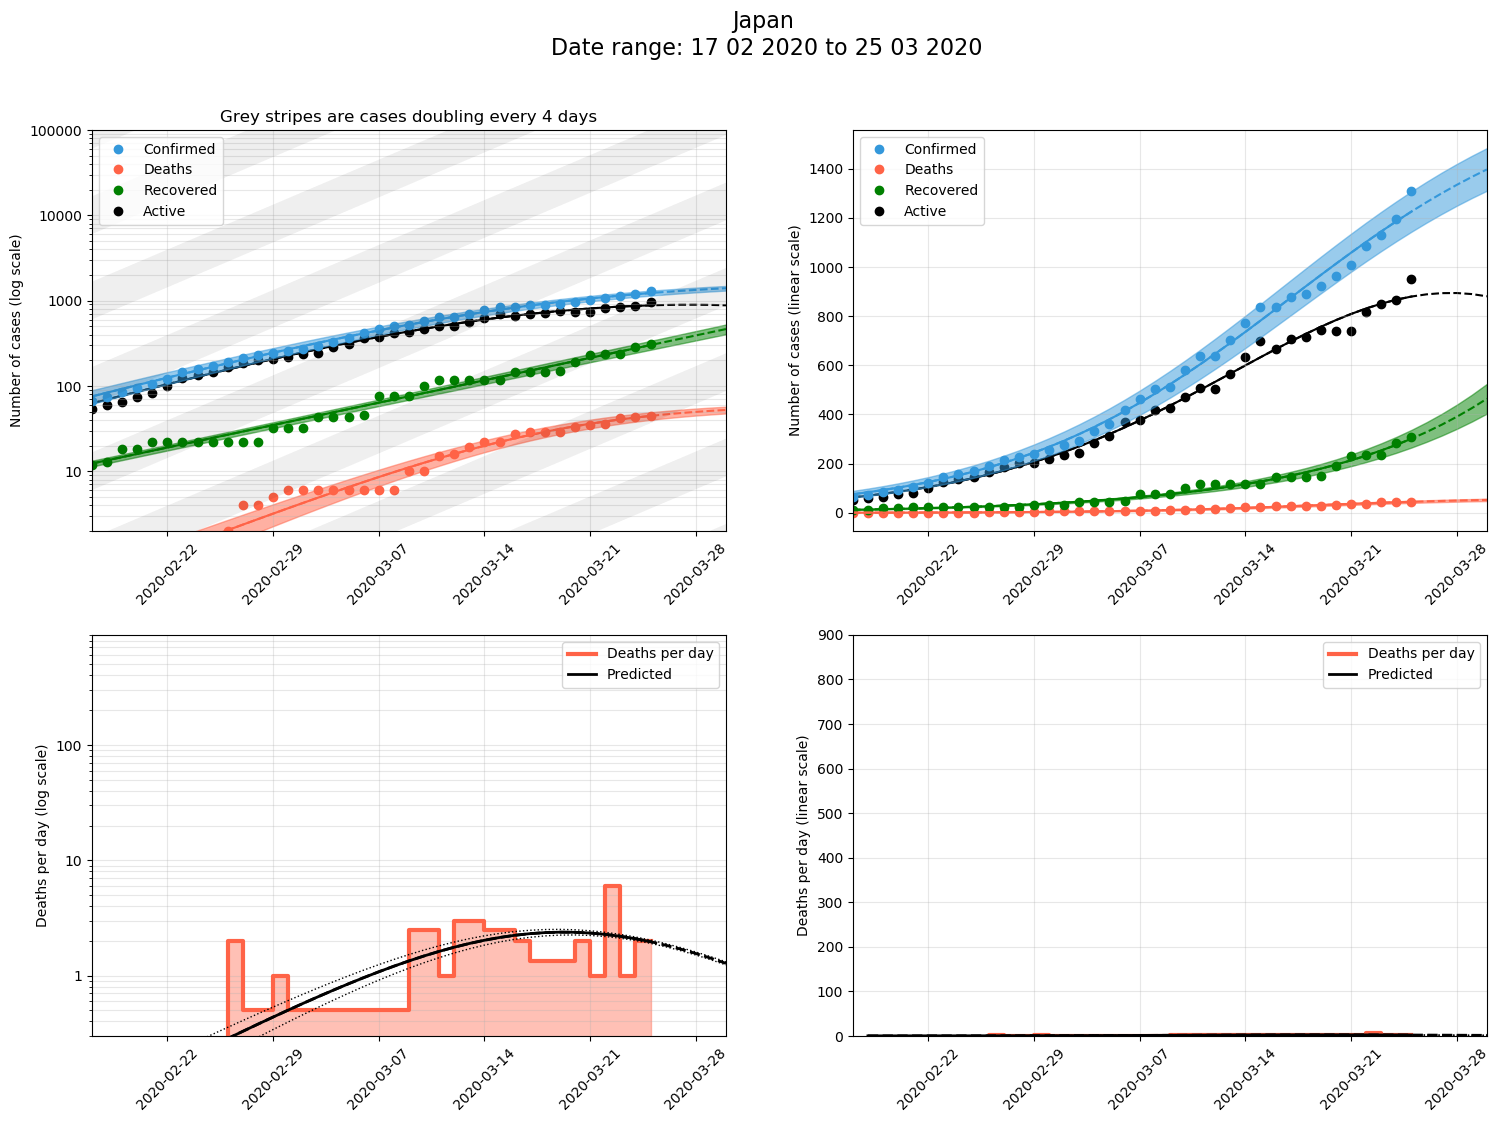 Japan
Date range: 17 02 2020 to 25 03 2020
Grey stripes are cases doubling every 4 days
Number of cases (log scale)
100000
10000
1000
100
10
Confirmed
Deaths
Recovered
Active
2020-02-22
2020-02-29
2020-03-07
2020-03-14
2020-03-21
2020-03-28
Number of cases (linear scale)
1400
1200
1000
800
600
400
200
0
Confirmed
Deaths
Recovered
Active
2020-02-22
2020-02-29
2020-03-07
2020-03-14
2020-03-21
2020-03-28
Deaths per day (log scale)
100
10
1
Deaths per day
Predicted
2020-02-22
2020-02-29
2020-03-07
2020-03-14
2020-03-21
2020-03-28
Deaths per day (linear scale)
900
800
700
600
500
400
300
200
100
0
Deaths per day
Predicted
2020-02-22
2020-02-29
2020-03-07
2020-03-14
2020-03-21
2020-03-28